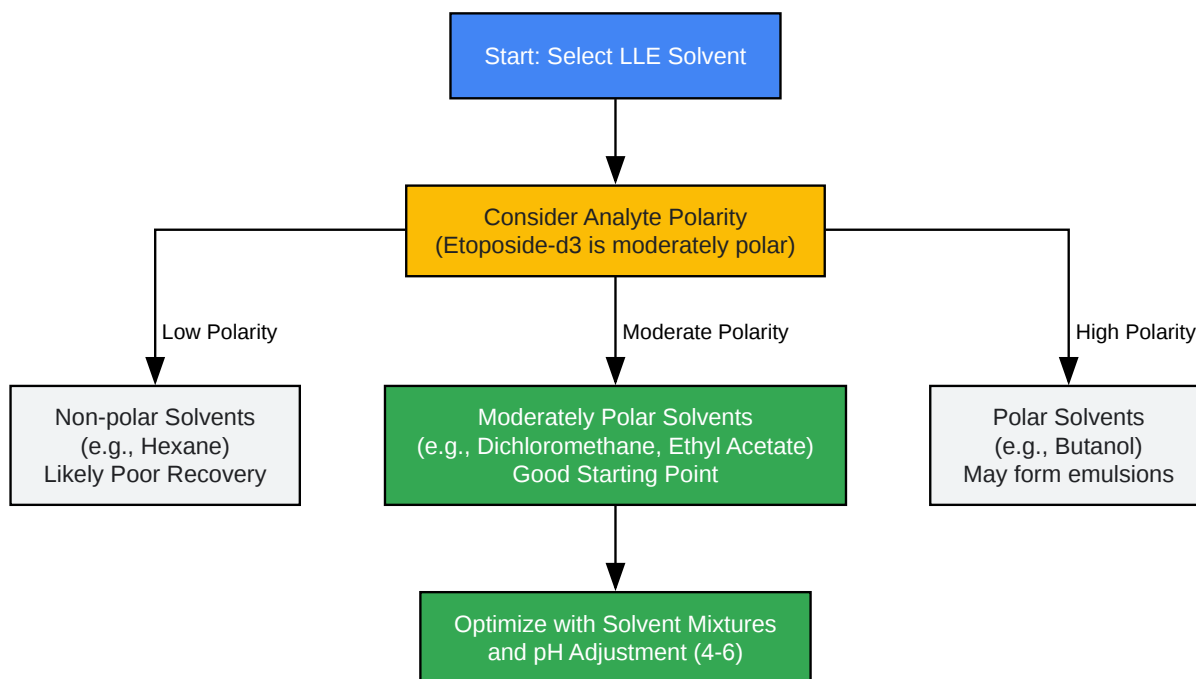 Start: Select LLE Solvent
Consider Analyte Polarity
(Etoposide-d3 is moderately polar)
Low Polarity
Moderate Polarity
High Polarity
Non-polar Solvents
(e.g., Hexane)
Likely Poor Recovery
Moderately Polar Solvents
(e.g., Dichloromethane, Ethyl Acetate)
Good Starting Point
Polar Solvents
(e.g., Butanol)
May form emulsions
Optimize with Solvent Mixtures
and pH Adjustment (4-6)